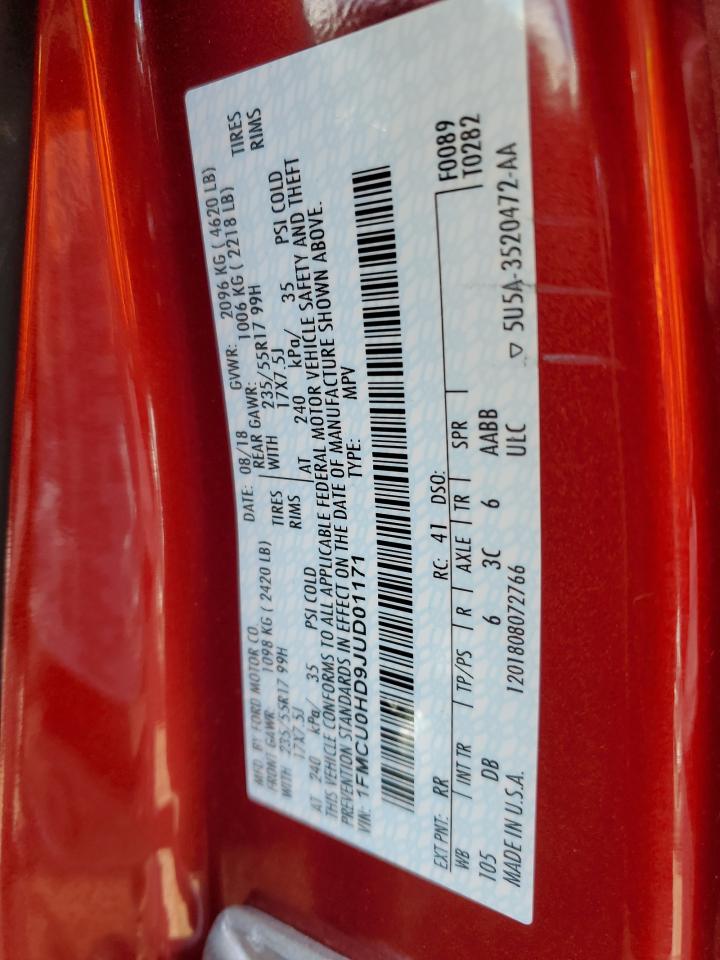 MFD. BY FORD MOTOR CO.
DATE: 08/18 GVWR: 2096 KG ( 4620 LB)
FRONT GAWR: 1098 KG ( 2420 LB) REAR GAWR: 1006 KG ( 2218 LB)
WITH 235/55R17 99H TIRES WITH 235/55R17 99H TIRES
17X7.5J RIMS 17X7.5J RIMS
AT 240 kPa/ 35 PSI COLD AT 240 kPa/ 35 PSI COLD
THIS VEHICLE CONFORMS TO ALL APPLICABLE FEDERAL MOTOR VEHICLE SAFETY AND THEFT
PREVENTION STANDARDS IN EFFECT ON THE DATE OF MANUFACTURE SHOWN ABOVE.
VIN: 1FMCU0HD9JUD01171 TYPE: MPV
F0089
T0282
EXT PNT: RR RC: 41 DSO:
WB INT TR TP/PS R AXLE TR SPR
105 DB 6 3C 6 AABB
MADE IN U.S.A. 1201808072766 ULC ▽ 5U5A-3520472-AA